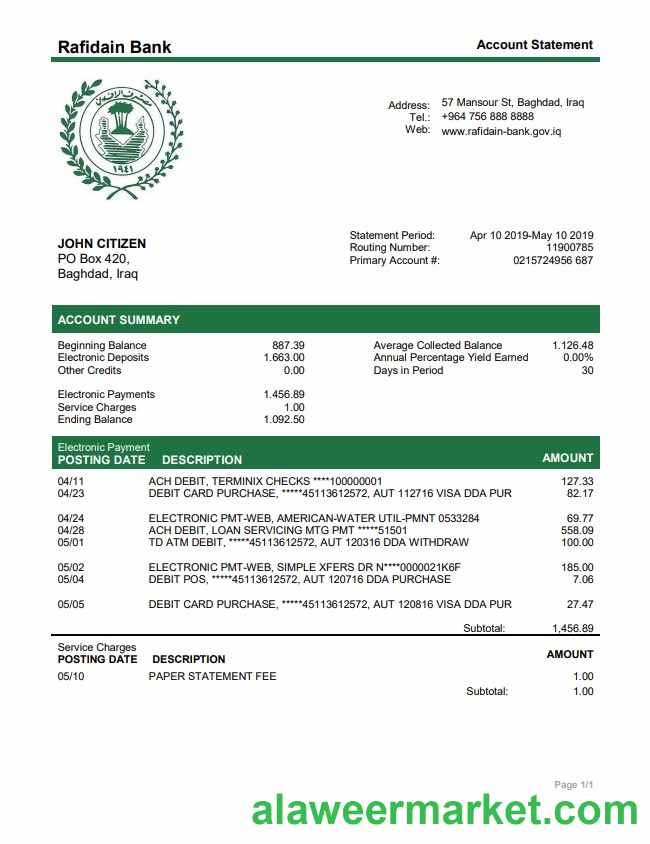 Rafidain Bank
Account Statement
مصرف الرافدين
١٩٤١
Address: 57 Mansour St, Baghdad, Iraq
Tel.: +964 756 888 8888
Web: www.rafidain-bank.gov.iq
JOHN CITIZEN
PO Box 420,
Baghdad, Iraq
Statement Period: Apr 10 2019-May 10 2019
Routing Number: 11900785
Primary Account #: 0215724956 687
ACCOUNT SUMMARY
Beginning Balance 887.39 Average Collected Balance 1.126.48
Electronic Deposits 1.663.00 Annual Percentage Yield Earned 0.00%
Other Credits 0.00 Days in Period 30
Electronic Payments 1.456.89
Service Charges 1.00
Ending Balance 1.092.50
Electronic Payment
POSTING DATE DESCRIPTION AMOUNT
04/11 ACH DEBIT, TERMINIX CHECKS ****100000001 127.33
04/23 DEBIT CARD PURCHASE, *****45113612572, AUT 112716 VISA DDA PUR 82.17
04/24 ELECTRONIC PMT-WEB, AMERICAN-WATER UTIL-PMNT 0533284 69.77
04/28 ACH DEBIT, LOAN SERVICING MTG PMT *****51501 558.09
05/01 TD ATM DEBIT, *****45113612572, AUT 120316 DDA WITHDRAW 100.00
05/02 ELECTRONIC PMT-WEB, SIMPLE XFERS DR N****0000021K6F 185.00
05/04 DEBIT POS, *****45113612572, AUT 120716 DDA PURCHASE 7.06
05/05 DEBIT CARD PURCHASE, *****45113612572, AUT 120816 VISA DDA PUR 27.47
Subtotal: 1,456.89
Service Charges
POSTING DATE DESCRIPTION AMOUNT
05/10 PAPER STATEMENT FEE 1.00
Subtotal: 1.00
Page 1/1
alaweermarket.com